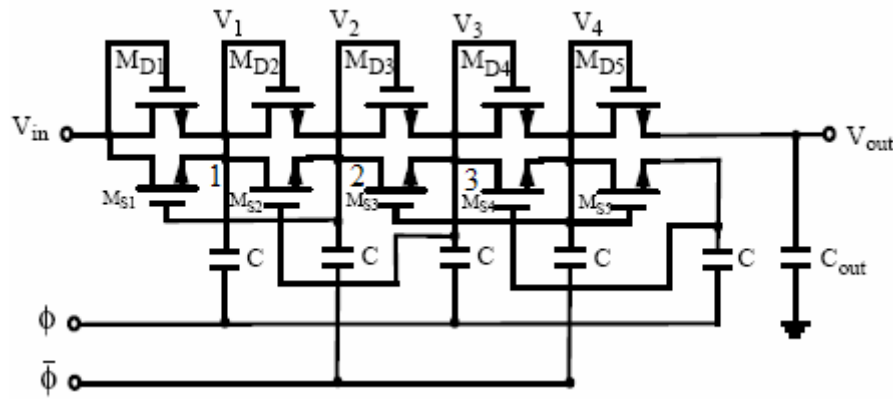 V1 V2 V3 V4
MD1 MD2 MD3 MD4 MD5
Vin Vout
1 2 3
MS1 MS2 MS3 MS4 MS5
C C C C C Cout
ϕ
ϕ̄